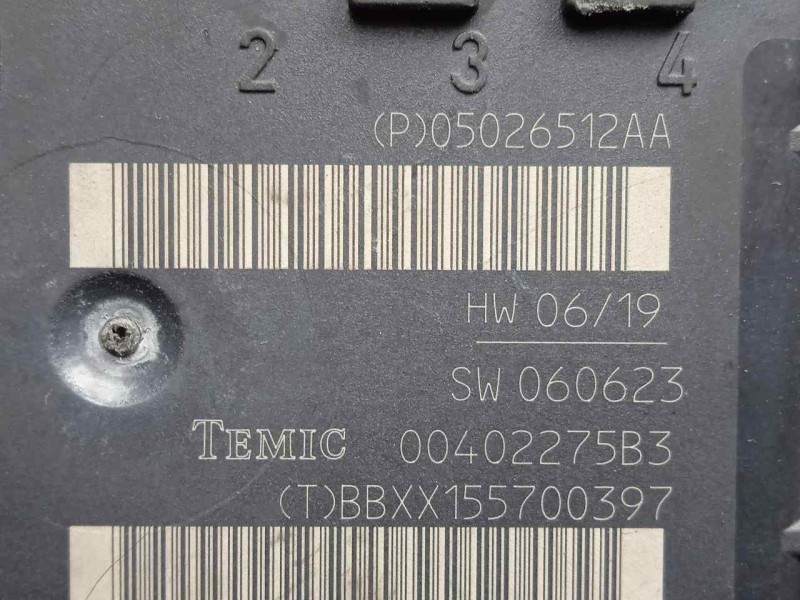 2 3 4
(P)05026512AA
HW 06/19
SW 060623
TEMIC 00402275B3
(T)BBXX155700397